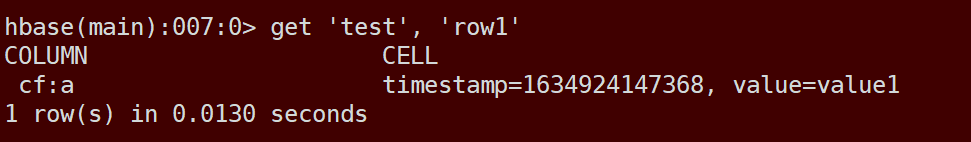 hbase(main):007:0> get 'test', 'row1'
COLUMN                     CELL
 cf:a                      timestamp=1634924147368, value=value1
1 row(s) in 0.0130 seconds